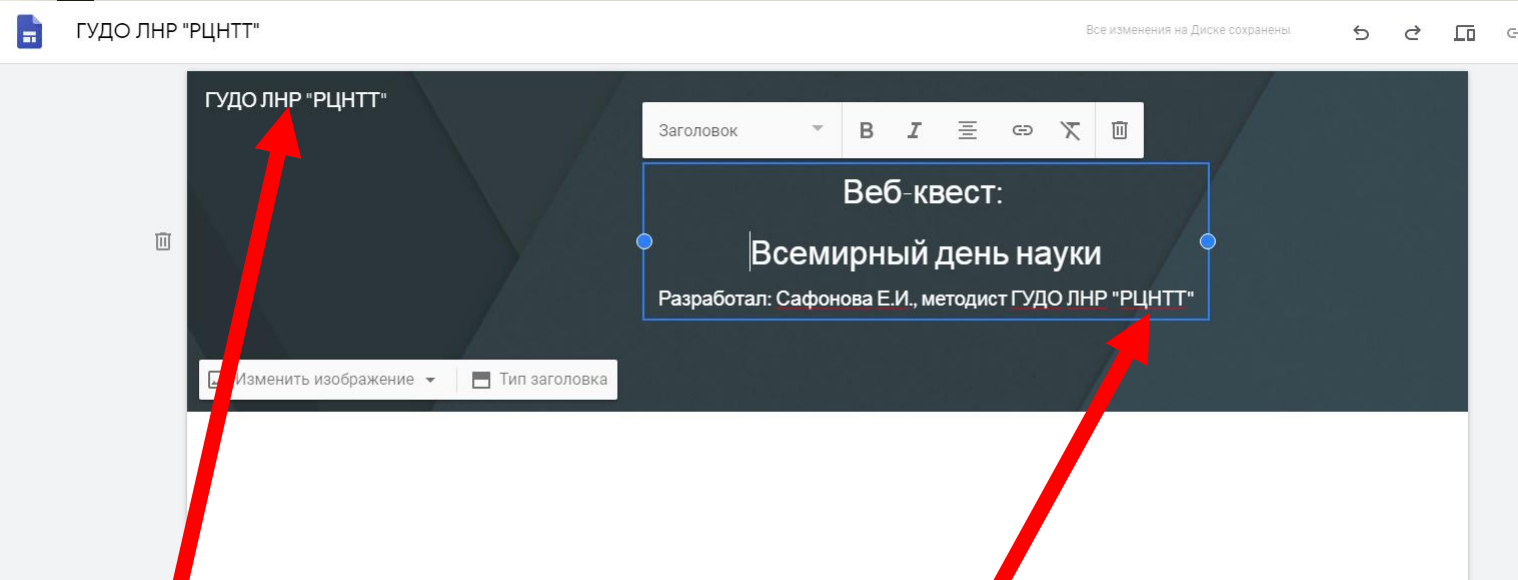 ГУДО ЛНР "РЦНТТ"
Все изменения на Диске сохранены
ГУДО ЛНР "РЦНТТ"
Заголовок
B I
Веб-квест:
Всемирный день науки
Разработал: Сафонова Е.И., методист ГУДО ЛНР "РЦНТТ"
Изменить изображение
Тип заголовка